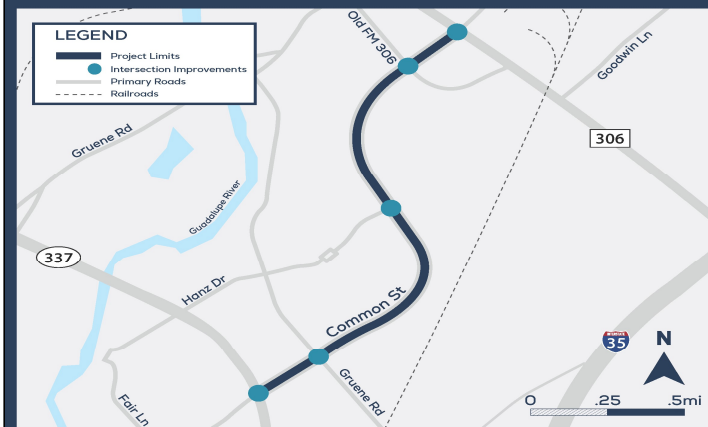 LEGEND
Project Limits
Intersection Improvements
Primary Roads
Railroads
Old FM 306
Goodwin Ln
Gruene Rd
306
Guadalupe River
337
Hanz Dr
Common St
INTERSTATE
35
N
Fair Ln
Gruene Rd
0 .25 .5mi